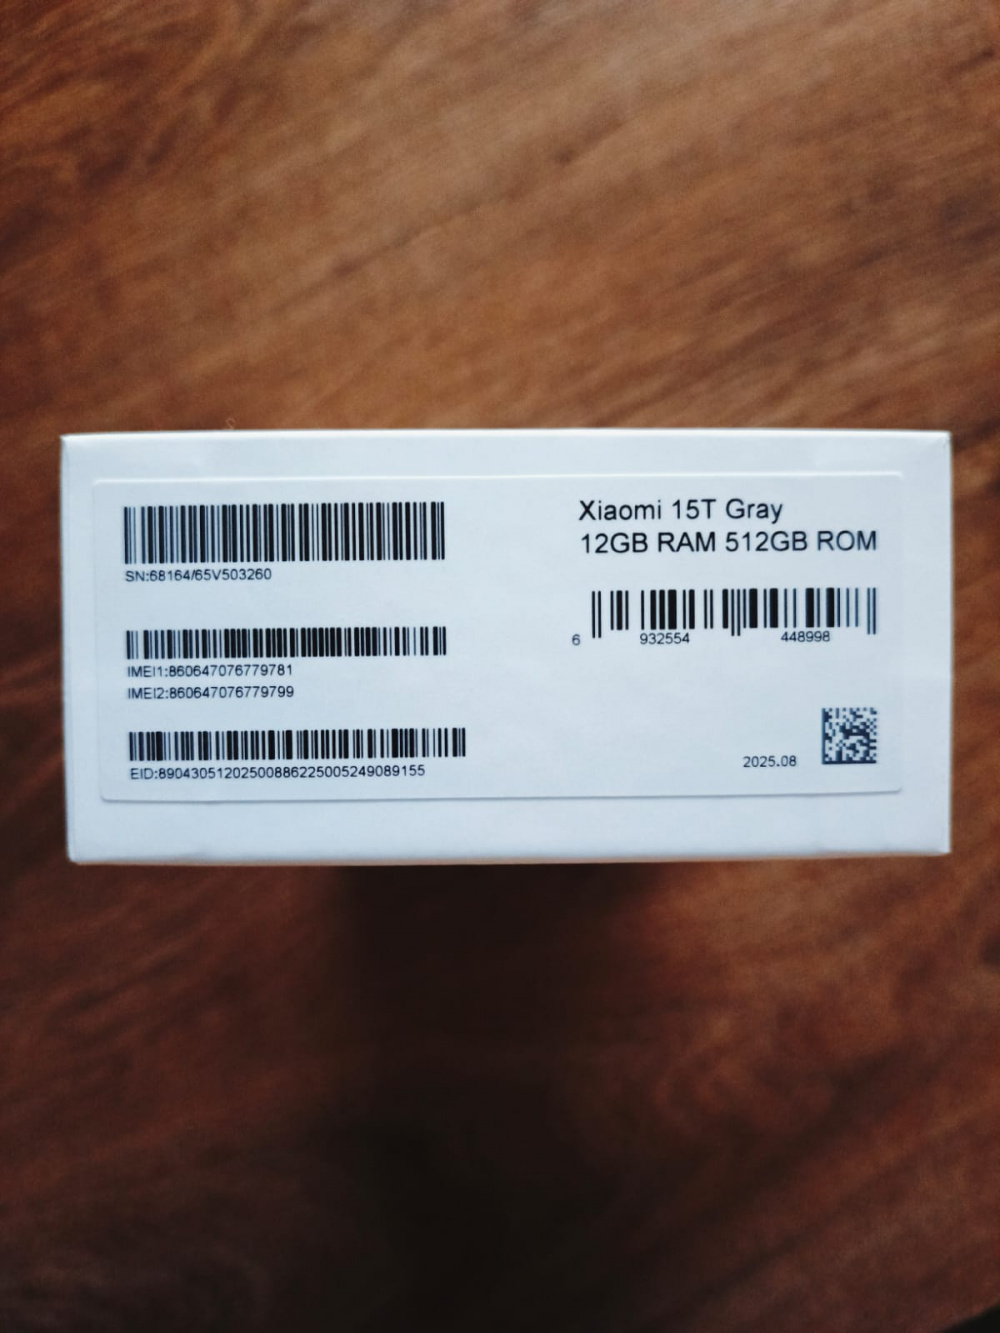 SN:68164/65V503260
IMEI1:860647076779781
IMEI2:860647076779799
EID:89043051202500886225005249089155
Xiaomi 15T Gray
12GB RAM 512GB ROM
6 932554 448998
2025.08